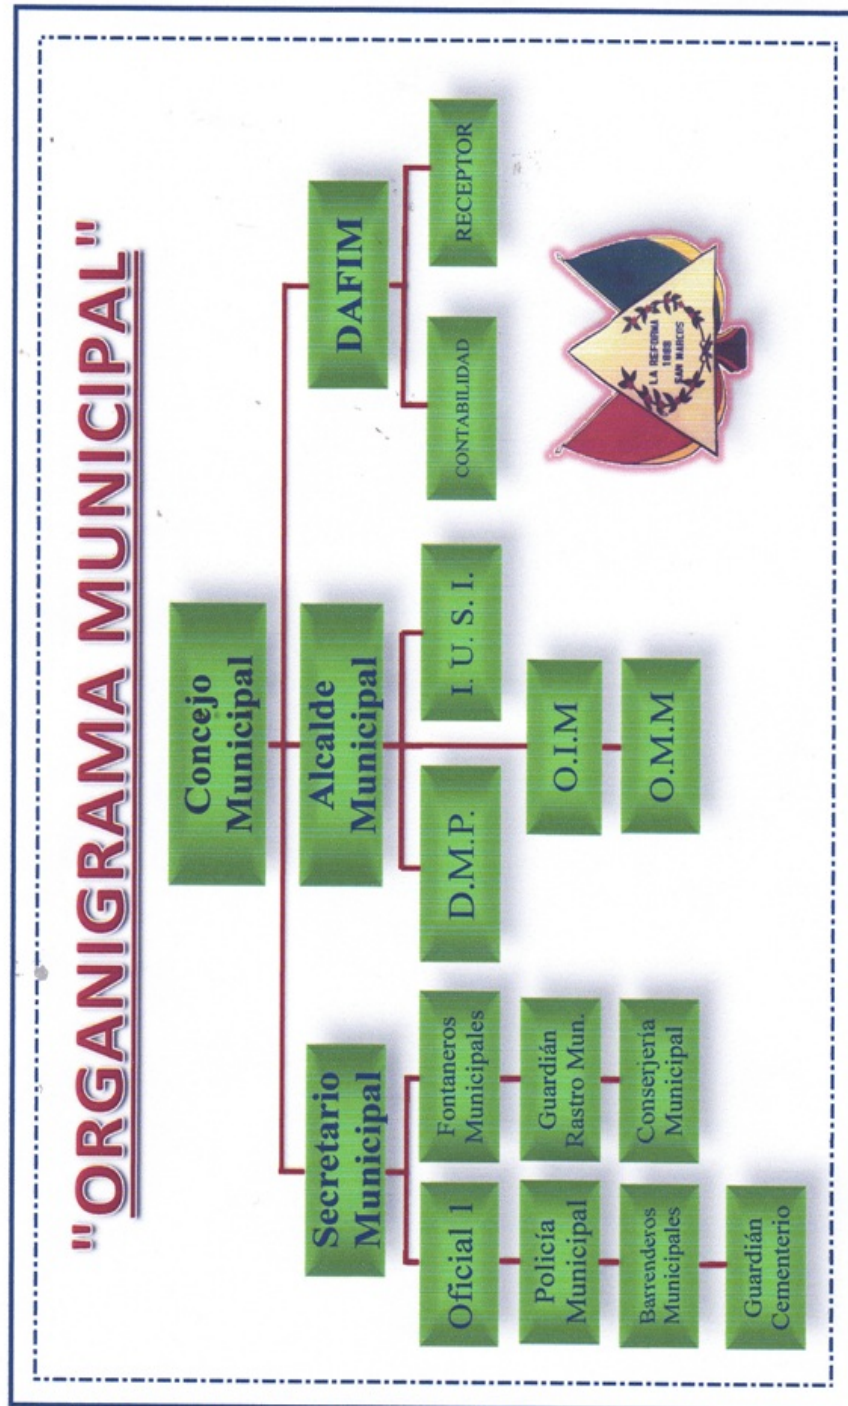 "ORGANIGRAMA MUNICIPAL"
Concejo
Municipal
Secretario
Municipal
Alcalde
Municipal
DAFIM
Oficial 1
Fontaneros
Municipales
D.M.P.
I. U. S. I.
CONTABILIDAD
RECEPTOR
Policía
Municipal
Guardián
Rastro Mun.
O.I.M
Barrenderos
Municipales
Conserjería
Municipal
O.M.M
Guardián
Cementerio
LA REFORMA
1888
SAN MARCOS